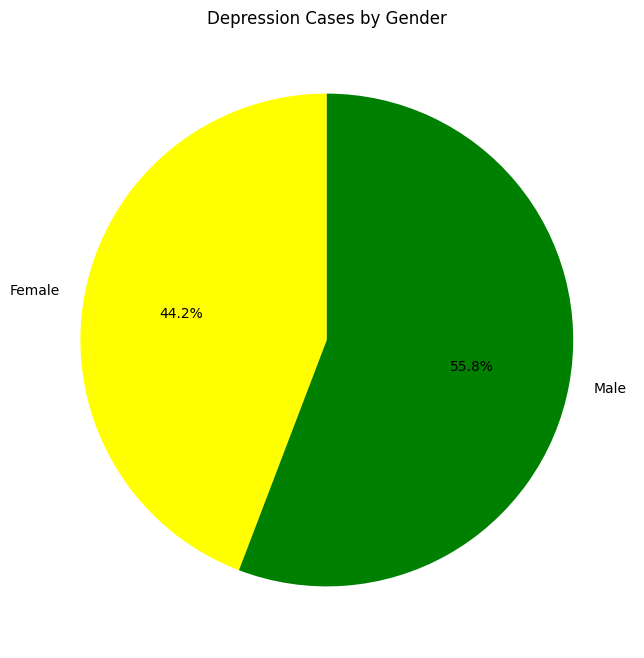 Depression Cases by Gender
Female
44.2%
55.8%
Male